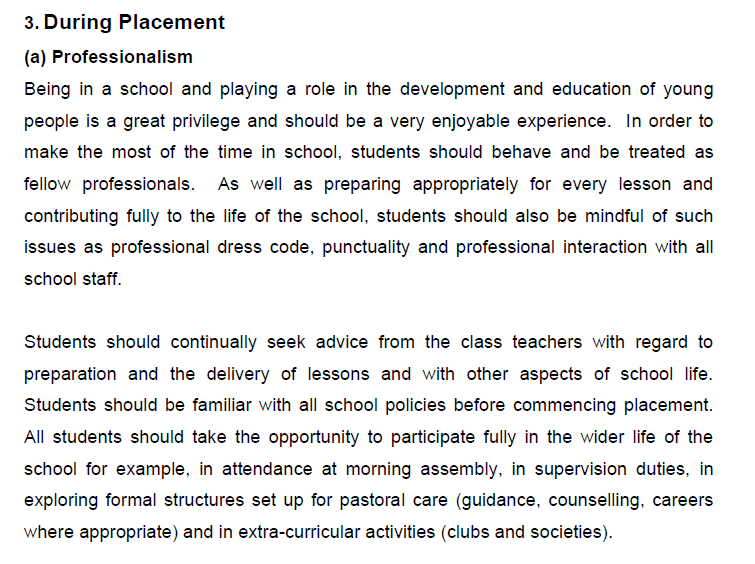 3. During Placement
(a) Professionalism
Being in a school and playing a role in the development and education of young
people is a great privilege and should be a very enjoyable experience. In order to
make the most of the time in school, students should behave and be treated as
fellow professionals. As well as preparing appropriately for every lesson and
contributing fully to the life of the school, students should also be mindful of such
issues as professional dress code, punctuality and professional interaction with all
school staff.
Students should continually seek advice from the class teachers with regard to
preparation and the delivery of lessons and with other aspects of school life.
Students should be familiar with all school policies before commencing placement.
All students should take the opportunity to participate fully in the wider life of the
school for example, in attendance at morning assembly, in supervision duties, in
exploring formal structures set up for pastoral care (guidance, counselling, careers
where appropriate) and in extra-curricular activities (clubs and societies).